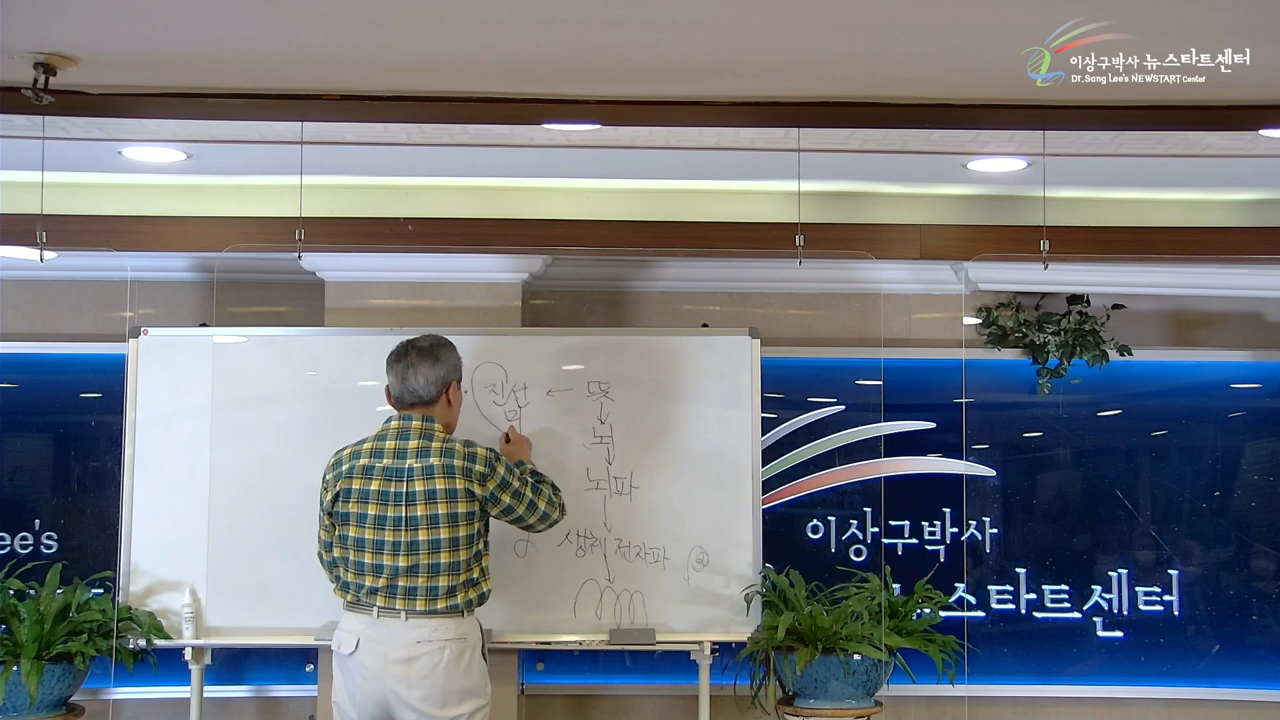 이상구박사 뉴스타트센터
Dr. Sang Lee's NEWSTART Center
진선 ← 뜻
미
뇌
뇌파
생체 전자파
ee's
이상구박사
스타트센터